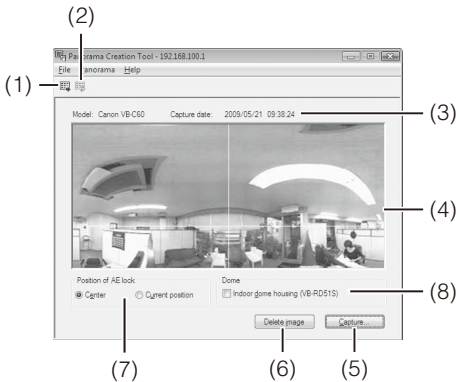 (2)
Panorama Creation Tool - 192.168.100.1
File Panorama Help
(1)
Model: Canon VB-C60 Capture date: 2009/05/21 09:38:24
(3)
(4)
Position of AE lock
Center Current position
Dome
Indoor dome housing (VB-RD51S)
(8)
Delete image Capture...
(7)
(6)
(5)